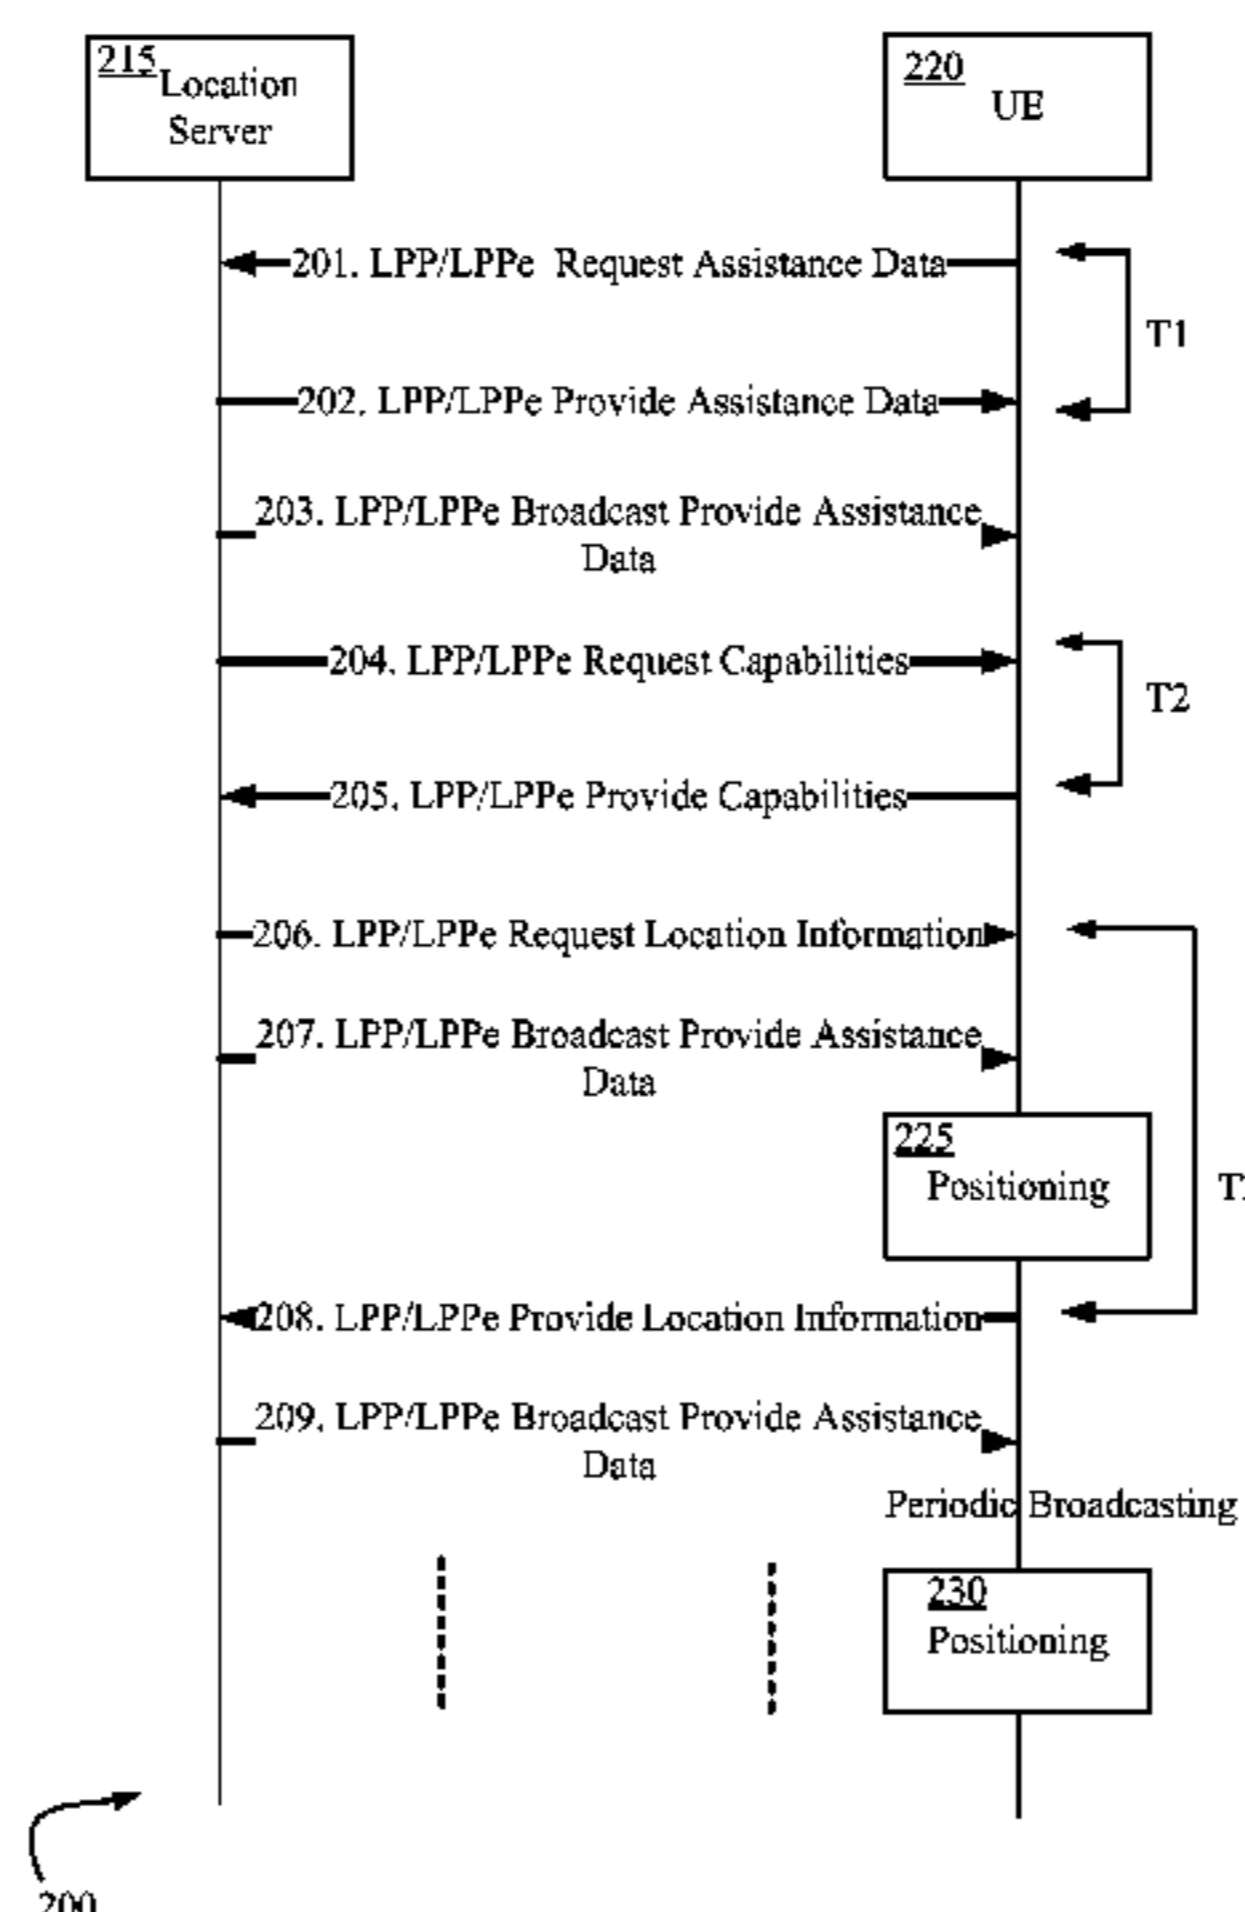 215
Location
Server
220
UE
201. LPP/LPPe Request Assistance Data
T1
202. LPP/LPPe Provide Assistance Data
203. LPP/LPPe Broadcast Provide Assistance
Data
204. LPP/LPPe Request Capabilities
T2
205. LPP/LPPe Provide Capabilities
206. LPP/LPPe Request Location Information
207. LPP/LPPe Broadcast Provide Assistance
Data
225
Positioning
208. LPP/LPPe Provide Location Information
209. LPP/LPPe Broadcast Provide Assistance
Data
Periodic Broadcasting
230
Positioning
200